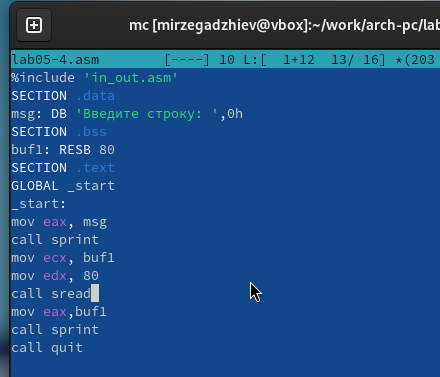 mc [mirzegadzhiev@vbox]:~/work/arch-pc/lab
lab05-4.asm [----] 10 L:[ 1+12 13/ 16] *(203
%include 'in_out.asm'
SECTION .data
msg: DB 'Введите строку: ',0h
SECTION .bss
buf1: RESB 80
SECTION .text
GLOBAL _start
_start:
mov eax, msg
call sprint
mov ecx, buf1
mov edx, 80
call sread
mov eax,buf1
call sprint
call quit